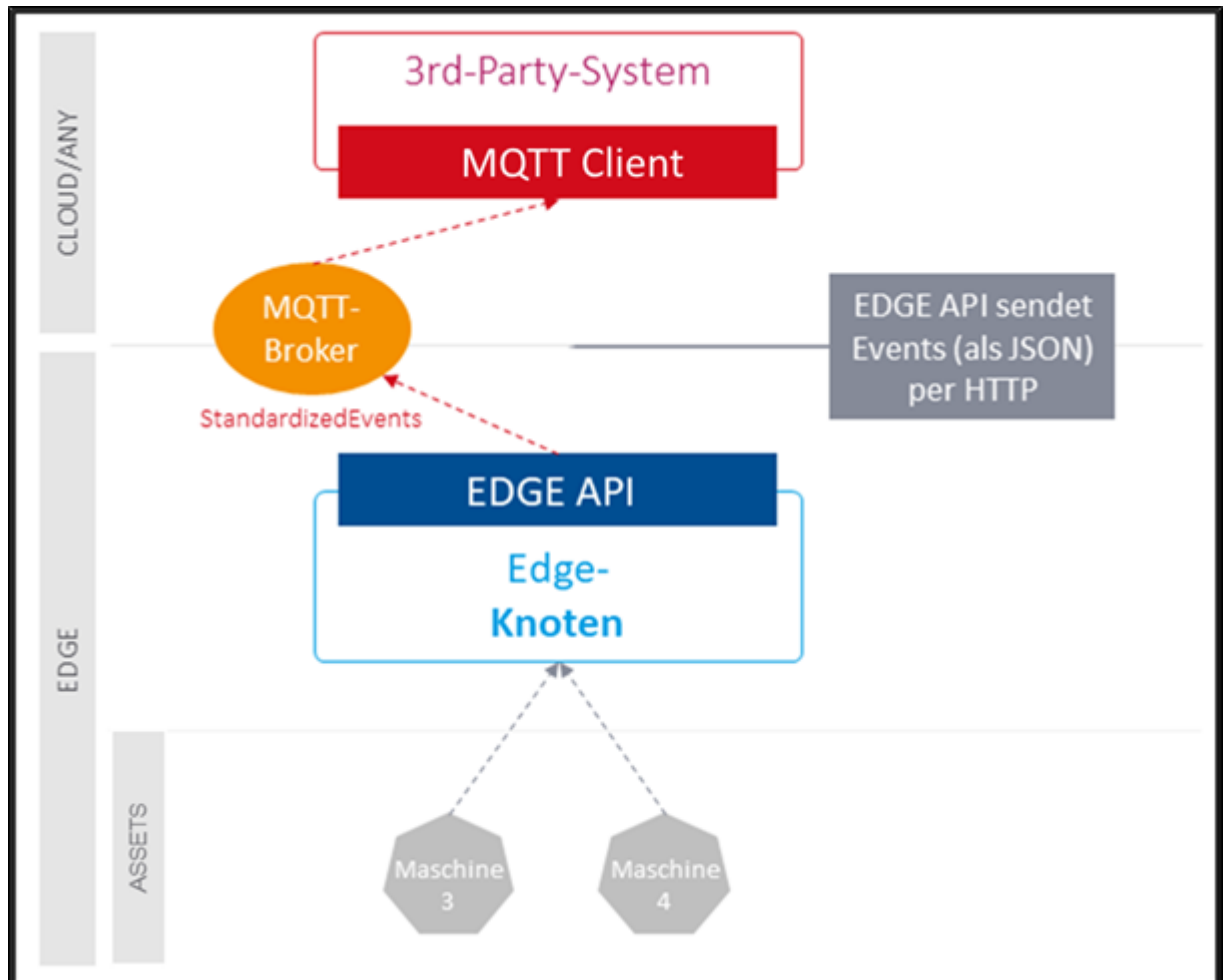 CLOUD/ANY
3rd-Party-System
MQTT Client
MQTT-
Broker
EDGE API sendet
Events (als JSON)
per HTTP
StandardizedEvents
EDGE
EDGE API
Edge-
Knoten
ASSETS
Maschine
3
Maschine
4